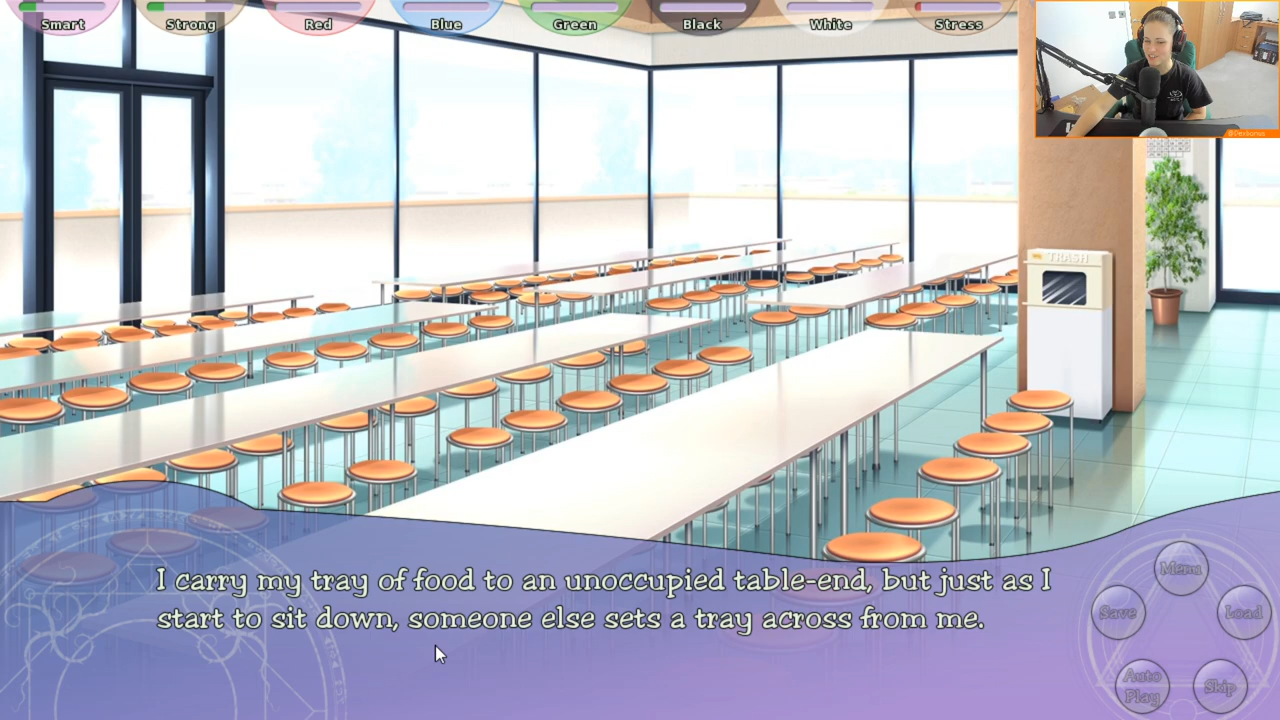 Smart
Strong
Red
Blue
Green
Black
White
Stress
@Devbanas
TRASH
I carry my tray of food to an unoccupied table-end, but just as I
start to sit down, someone else sets a tray across from me.
Menu
Save
Load
Auto
Play
Skip